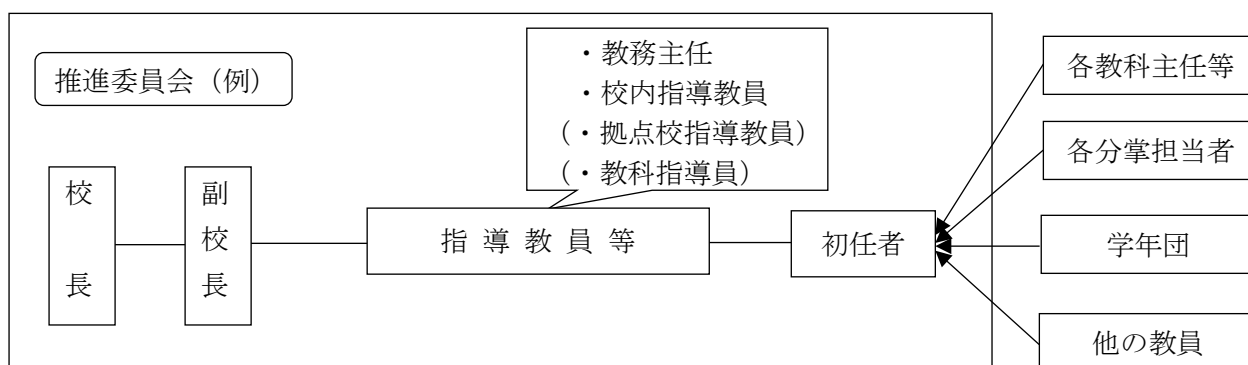 推進委員会（例）
・教務主任
・校内指導教員
（・拠点校指導教員）
（・教科指導員）
校長
副校長
指導教員等
初任者
各教科主任等
各分掌担当者
学年団
他の教員